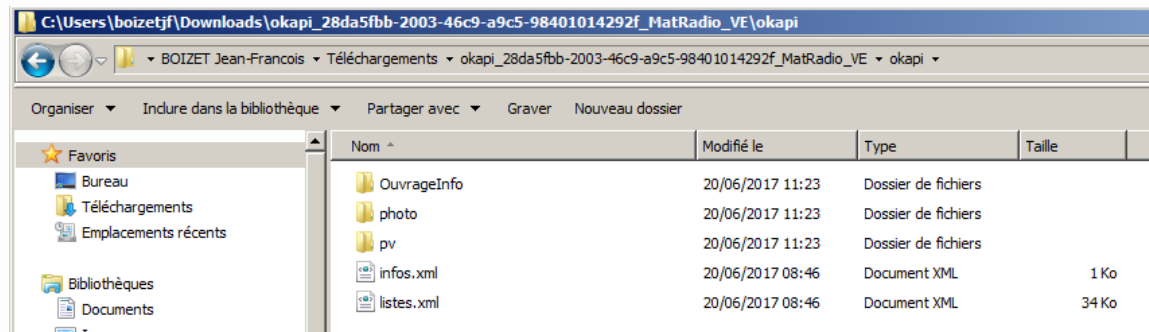 C:\Users\boizetjf\Downloads\okapi_28da5fbb-2003-46c9-a9c5-98401014292f_MatRadio_VE\okapi
BOIZET Jean-Francois Téléchargements okapi_28da5fbb-2003-46c9-a9c5-98401014292f_MatRadio_VE okapi
Organiser Inclure dans la bibliothèque Partager avec Graver Nouveau dossier
Favoris
Bureau
Téléchargements
Emplacements récents
Bibliothèques
Documents
Nom Modifié le Type Taille
OuvrageInfo 20/06/2017 11:23 Dossier de fichiers
photo 20/06/2017 11:23 Dossier de fichiers
pv 20/06/2017 11:23 Dossier de fichiers
infos.xml 20/06/2017 08:46 Document XML 1 Ko
listes.xml 20/06/2017 08:46 Document XML 34 Ko